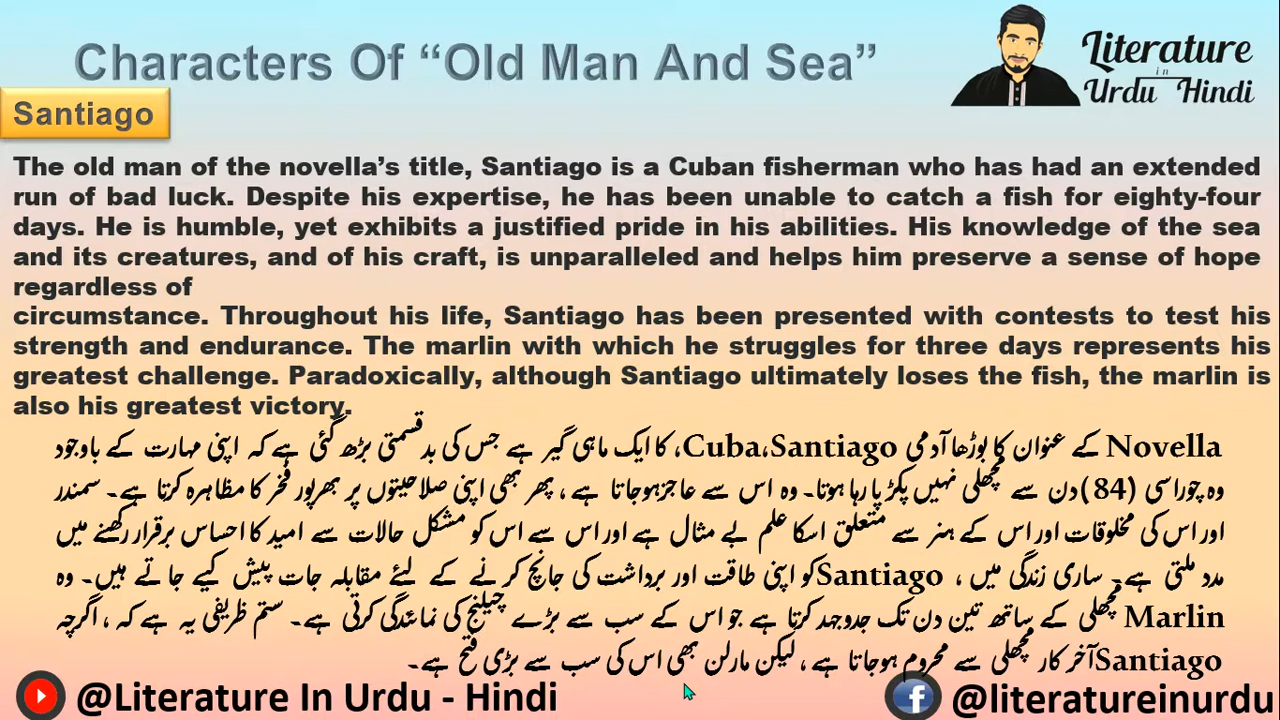 Characters Of “Old Man And Sea”
Literature
in
Urdu Hindi
Santiago
The old man of the novella’s title, Santiago is a Cuban fisherman who has had an extended
run of bad luck. Despite his expertise, he has been unable to catch a fish for eighty-four
days. He is humble, yet exhibits a justified pride in his abilities. His knowledge of the sea
and its creatures, and of his craft, is unparalleled and helps him preserve a sense of hope
regardless of
circumstance. Throughout his life, Santiago has been presented with contests to test his
strength and endurance. The marlin with which he struggles for three days represents his
greatest challenge. Paradoxically, although Santiago ultimately loses the fish, the marlin is
also his greatest victory.
Novella کے عنوان کا بوڑھا آدمی Cuba،Santiago، کا ایک ماہی گیر ہے جس کی بد قسمتی بڑھ گئی ہے کہ اپنی مہارت کے باوجود
وہ چوراسی (84)دن سے مچھلی نہیں پکڑ پا رہا ہوتا۔ وہ اس سے عاجز ہو جاتا ہے، پھر بھی اپنی صلاحیتوں پر بھرپور فخر کا مظاہرہ کرتا ہے۔ سمندر
اور اس کی مخلوقات اور اس کے ہنر سے متعلق اسکا علم بے مثال ہے اور اس سے اس کو مشکل حالات سے امید کا احساس برقرار رکھنے میں
مدد ملتی ہے۔ ساری زندگی میں، Santiagoکو اپنی طاقت اور برداشت کی جانچ کرنے کے لیئے مقابلہ جات پیش کیے جاتے ہیں۔ وہ
Marlin مچھلی کے ساتھ تین دن تک جدوجہد کرتا ہے جو اس کے سب سے بڑے چیلنج کی نمائندگی کرتی ہے۔ ستم ظریفی یہ ہے کہ، اگرچہ
Santiagoآخر کار مچھلی سے محروم ہو جاتا ہے، لیکن مارلن بھی اس کی سب سے بڑی فتح ہے۔
@Literature In Urdu - Hindi
@literatureinurdu